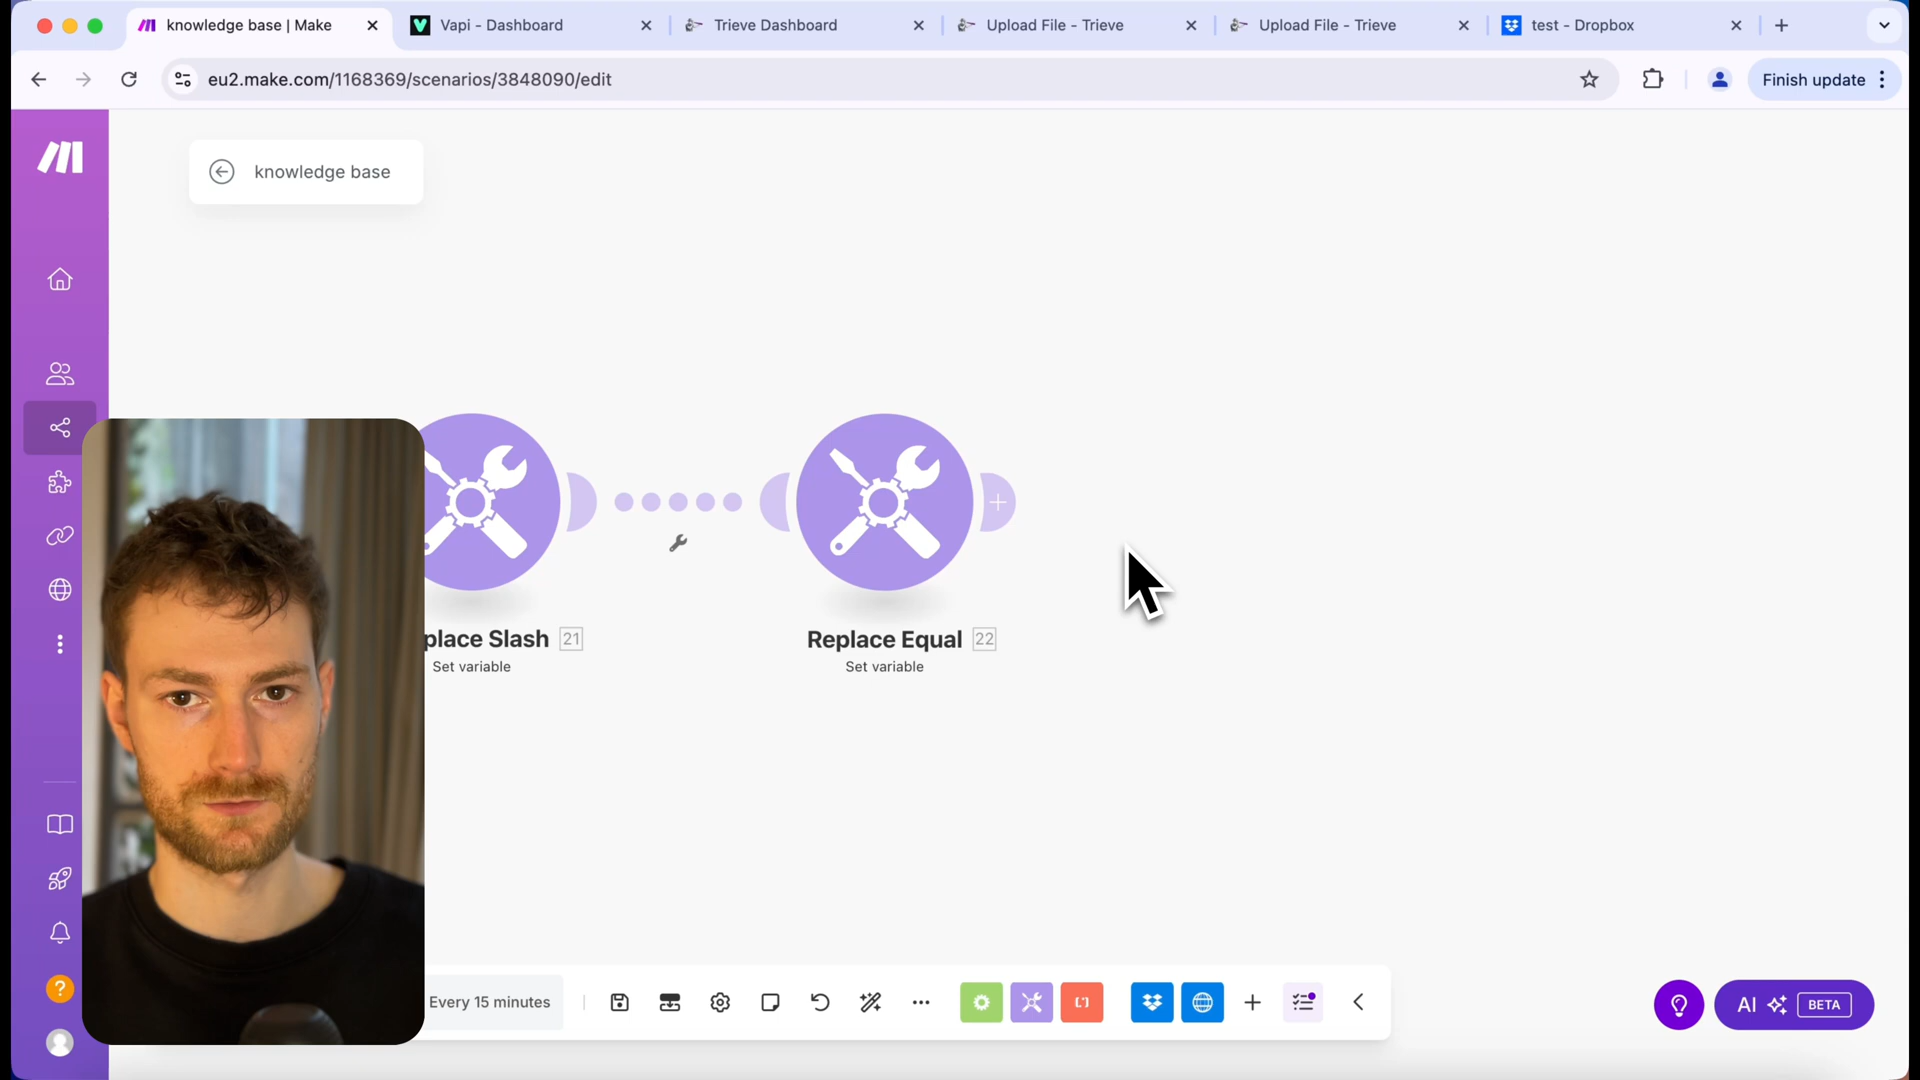 knowledge base | Make
Vapi - Dashboard
Trieve Dashboard
Upload File - Trieve
Upload File - Trieve
test - Dropbox
eu2.make.com/1168369/scenarios/3848090/edit
Finish update
knowledge base
place Slash 21
Set variable
Replace Equal 22
Set variable
Every 15 minutes
AI BETA